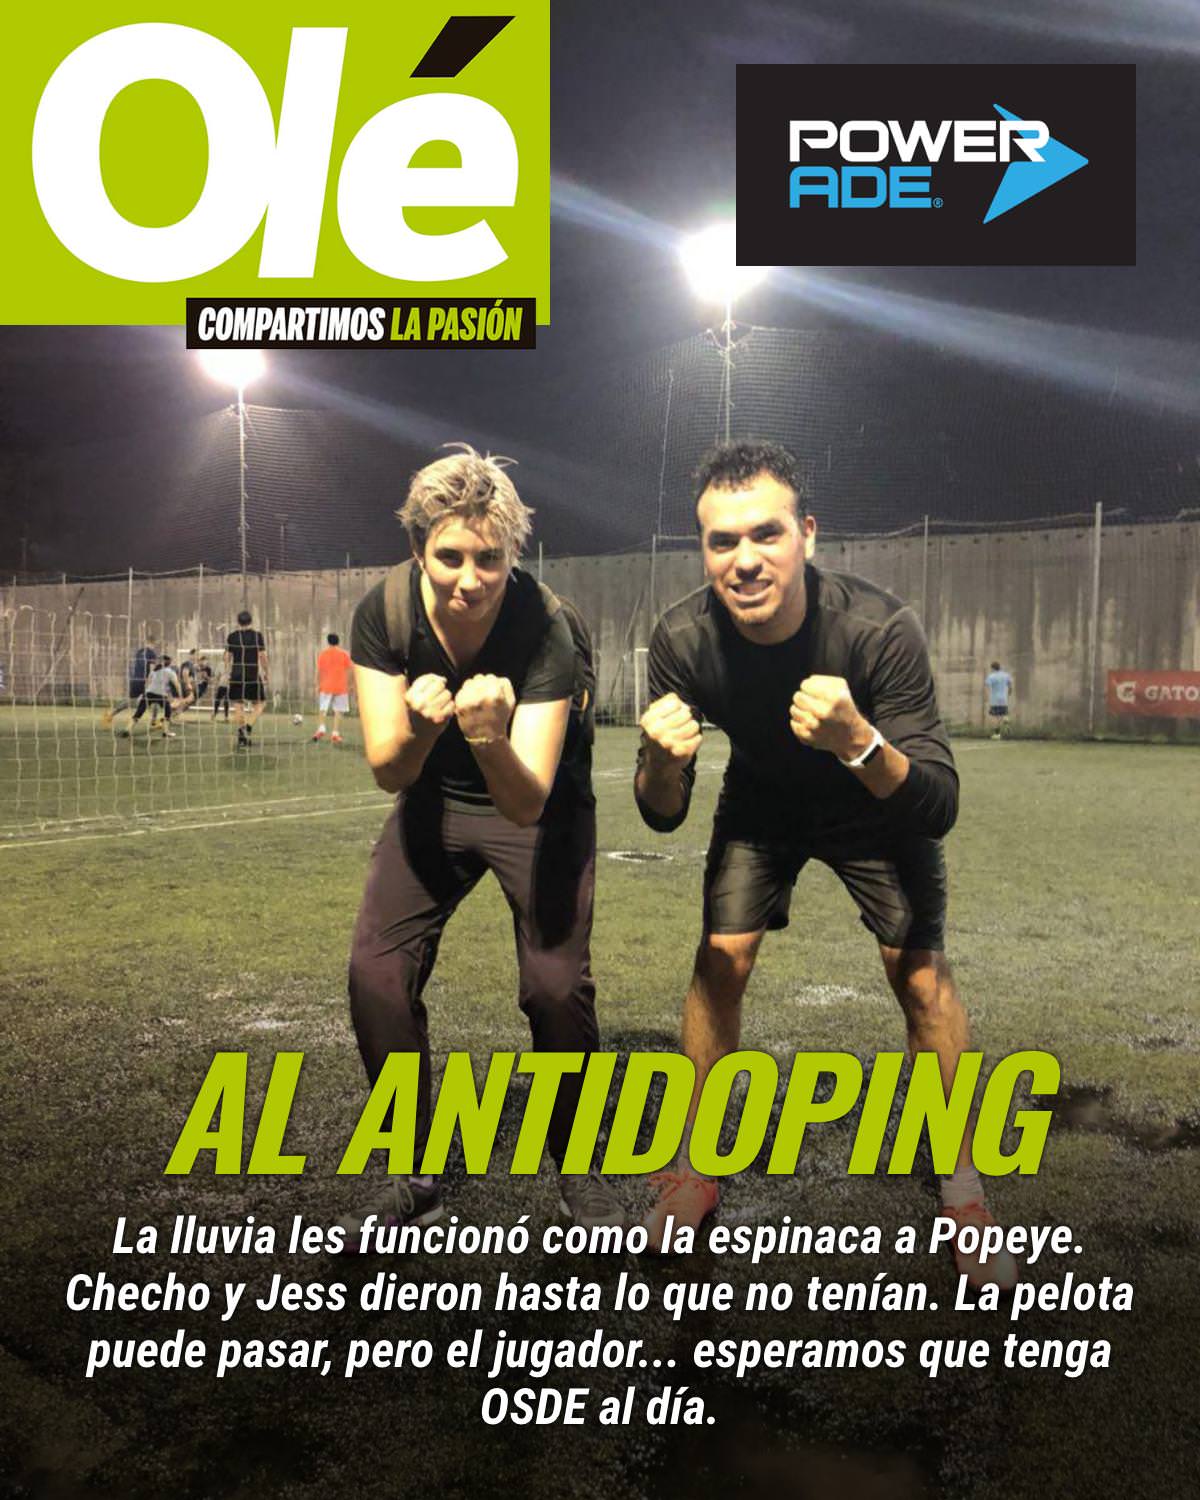 Olé
COMPARTIMOS LA PASIÓN
POWER
ADE®
G GATO
AL ANTIDOPING
La lluvia les funcionó como la espinaca a Popeye.
Checho y Jess dieron hasta lo que no tenían. La pelota
puede pasar, pero el jugador... esperamos que tenga
OSDE al día.